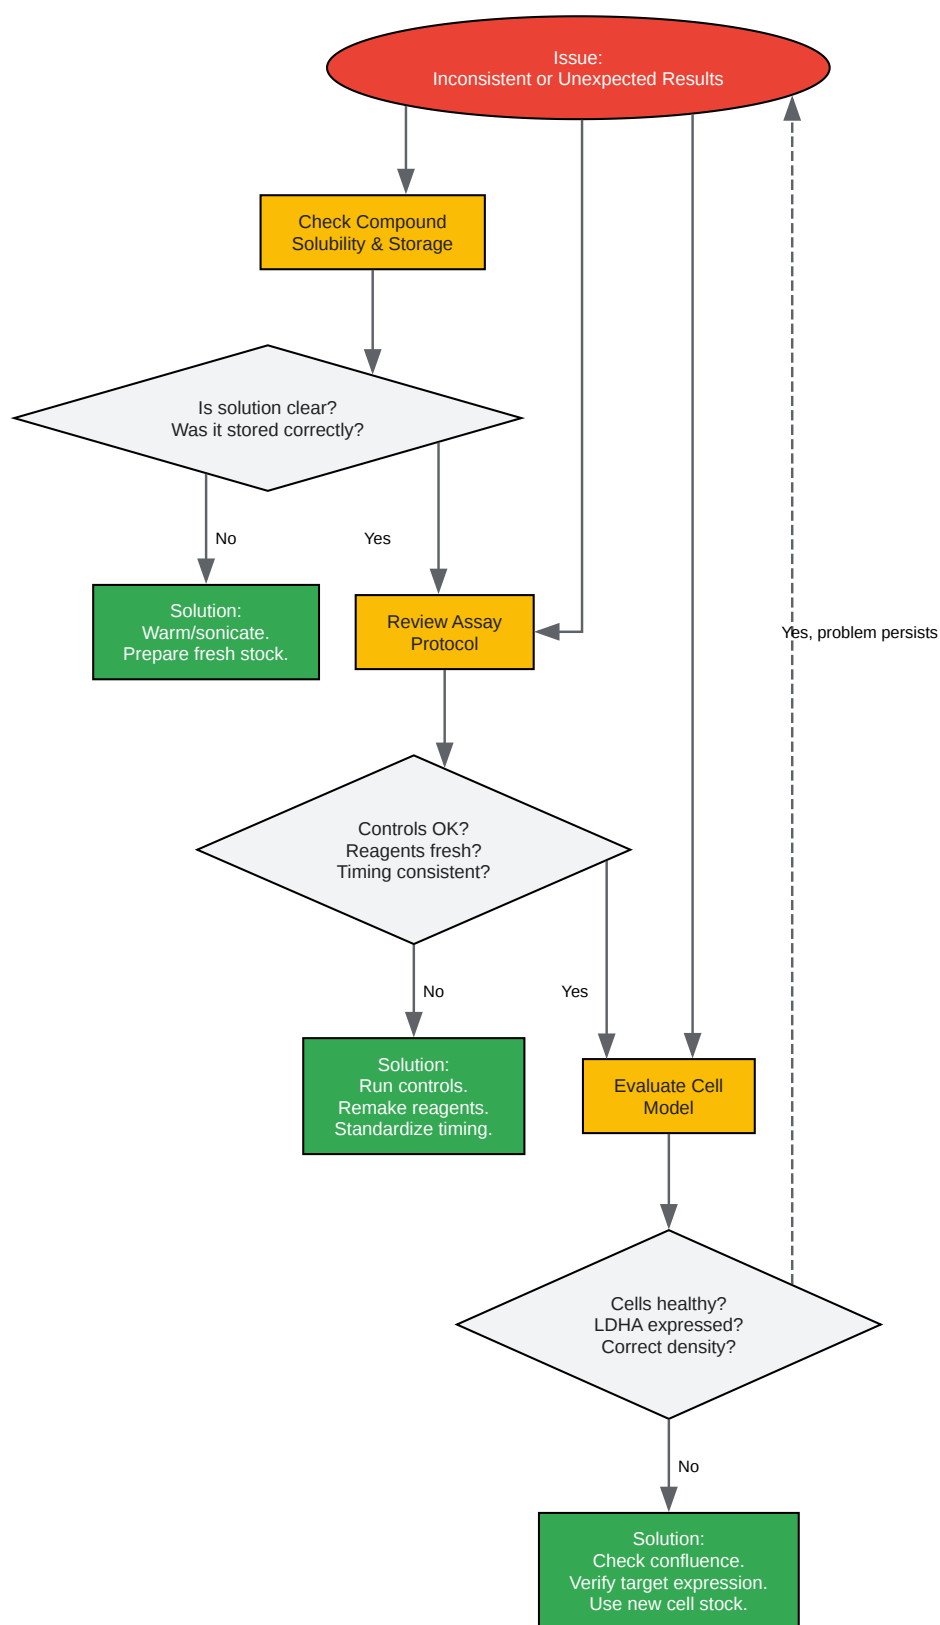 Issue:
Inconsistent or Unexpected Results
Check Compound
Solubility & Storage
Is solution clear?
Was it stored correctly?
No
Yes
Solution:
Warm/sonicate.
Prepare fresh stock.
Review Assay
Protocol
Yes, problem persists
Controls OK?
Reagents fresh?
Timing consistent?
No
Yes
Solution:
Run controls.
Remake reagents.
Standardize timing.
Evaluate Cell
Model
Cells healthy?
LDHA expressed?
Correct density?
No
Solution:
Check confluence.
Verify target expression.
Use new cell stock.